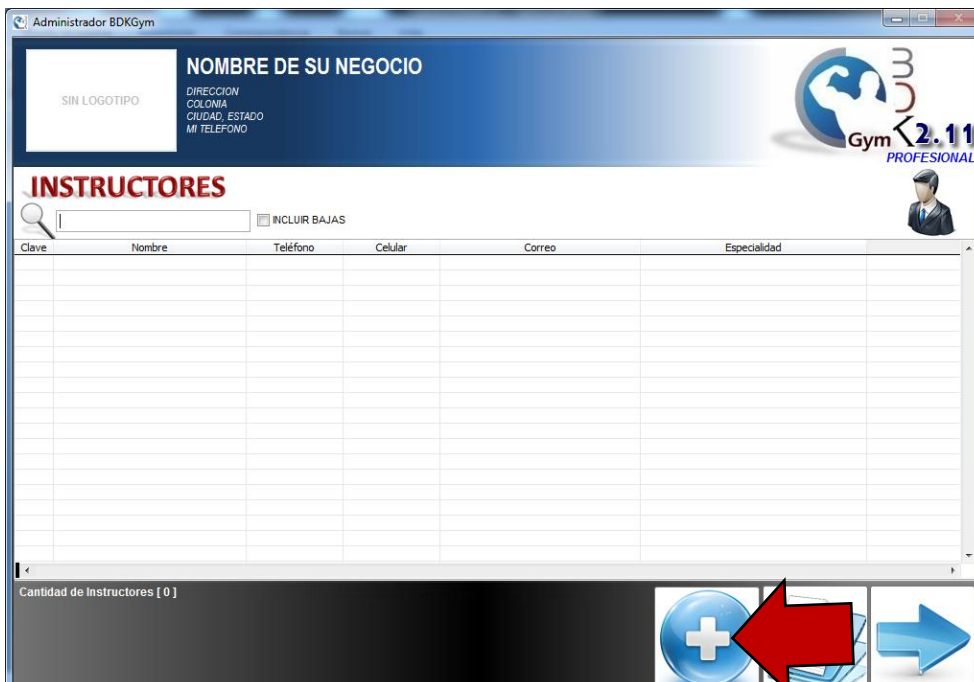 Administrador BDKGym
SIN LOGOTIPO
NOMBRE DE SU NEGOCIO
DIRECCION
COLONIA
CIUDAD, ESTADO
MI TELEFONO
BDK
Gym 2.11
PROFESIONAL
INSTRUCTORES
INCLUIR BAJAS
Clave Nombre Teléfono Celular Correo Especialidad
Cantidad de Instructores [ 0 ]